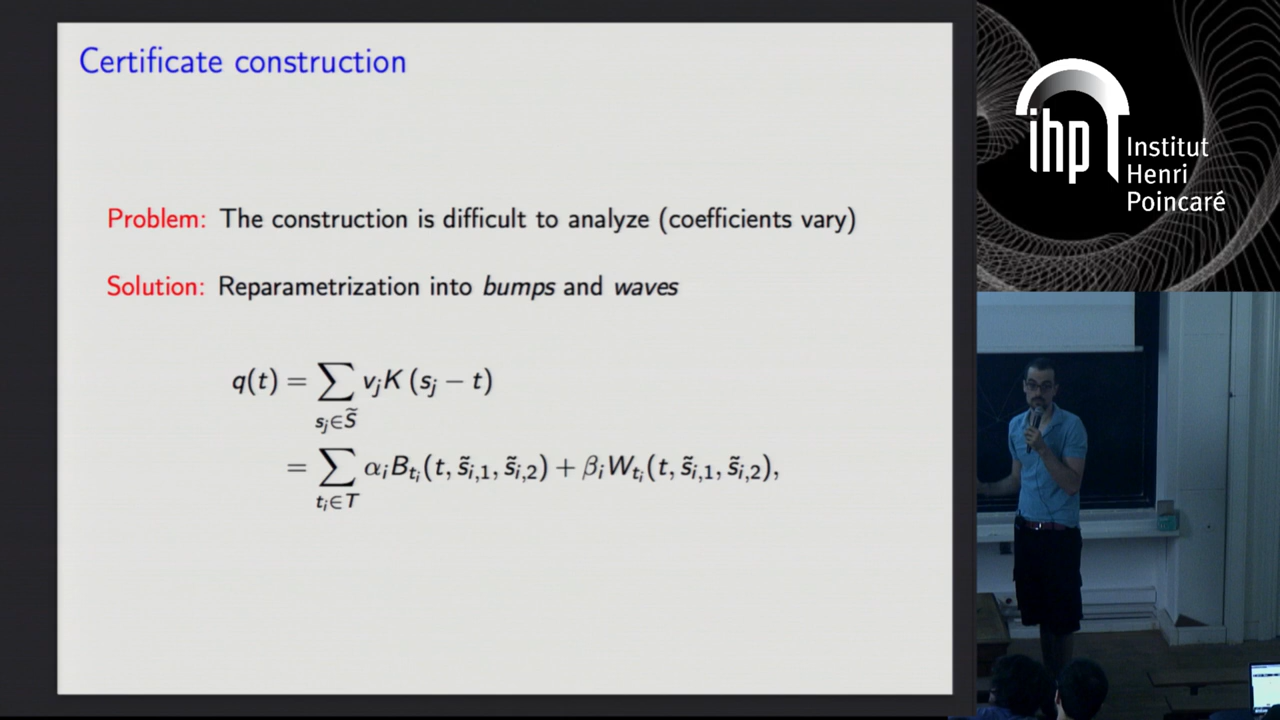 Certificate construction
Problem: The construction is difficult to analyze (coefficients vary)
Solution: Reparametrization into bumps and waves
q(t) = ∑_{s_j∈S̃} v_j K (s_j − t)
= ∑_{t_i∈T} α_i B_{t_i}(t, s̃_{i,1}, s̃_{i,2}) + β_i W_{t_i}(t, s̃_{i,1}, s̃_{i,2}),
ihp
Institut
Henri
Poincaré